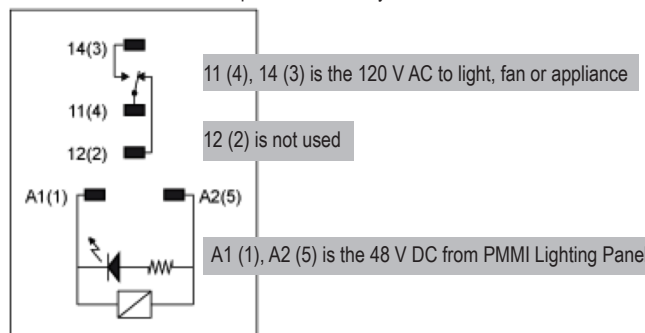 14(3)
11 (4), 14 (3) is the 120 V AC to light, fan or appliance
11(4)
12 (2) is not used
12(2)
A1(1)
A2(5)
A1 (1), A2 (5) is the 48 V DC from PMMI Lighting Pane